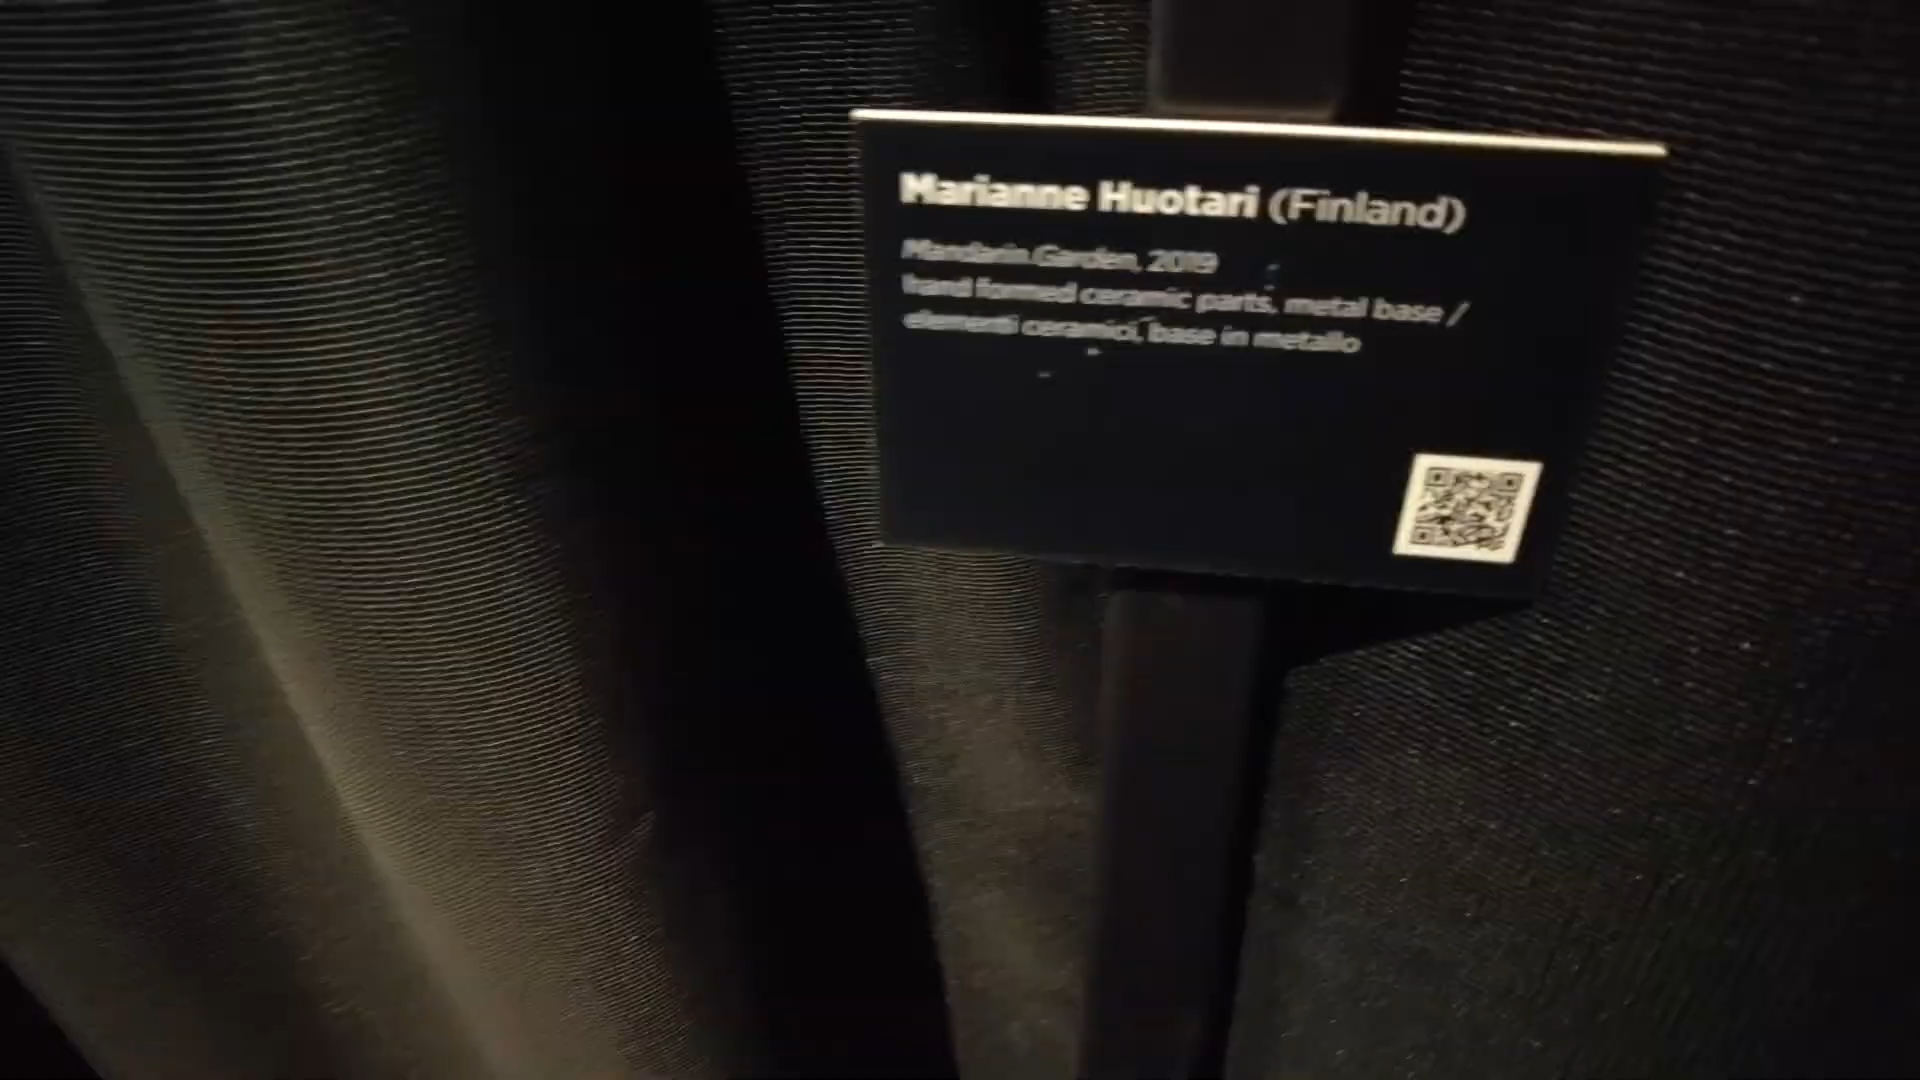 Marianne Huotari (Finland)
Mandarin Garden, 2019
hand formed ceramic parts, metal base /
elementi ceramici, base in metallo